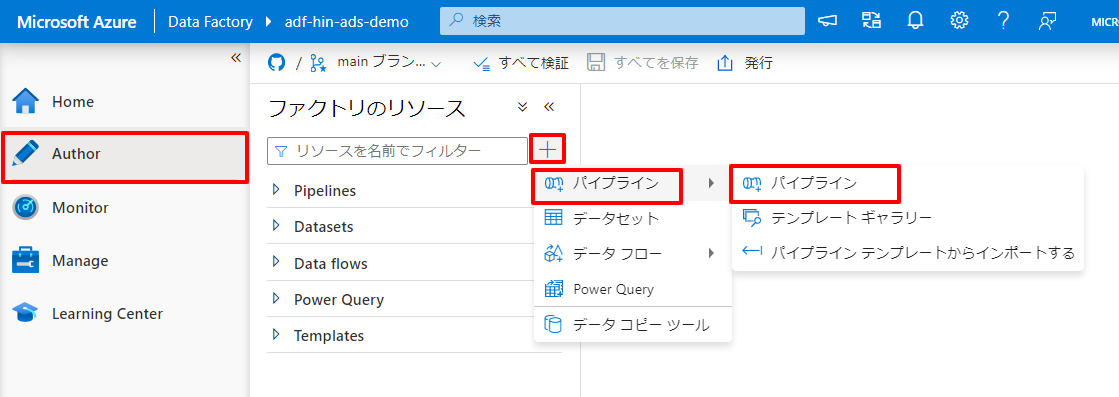 Microsoft Azure Data Factory adf-hin-ads-demo 検索 MICR
« / main ブラン... すべて検証 すべてを保存 発行
Home
Author
Monitor
Manage
Learning Center
ファクトリのリソース «
リソースを名前でフィルター
Pipelines
Datasets
Data flows
Power Query
Templates
パイプライン
データセット
データ フロー
Power Query
データ コピー ツール
パイプライン
テンプレート ギャラリー
パイプライン テンプレートからインポートする